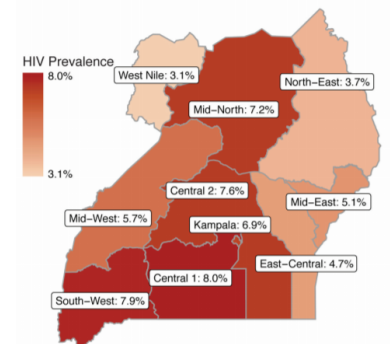 HIV Prevalence
8.0%
3.1%
West Nile: 3.1%
North−East: 3.7%
Mid−North: 7.2%
Central 2: 7.6%
Mid−East: 5.1%
Mid−West: 5.7%
Kampala: 6.9%
East−Central: 4.7%
Central 1: 8.0%
South−West: 7.9%